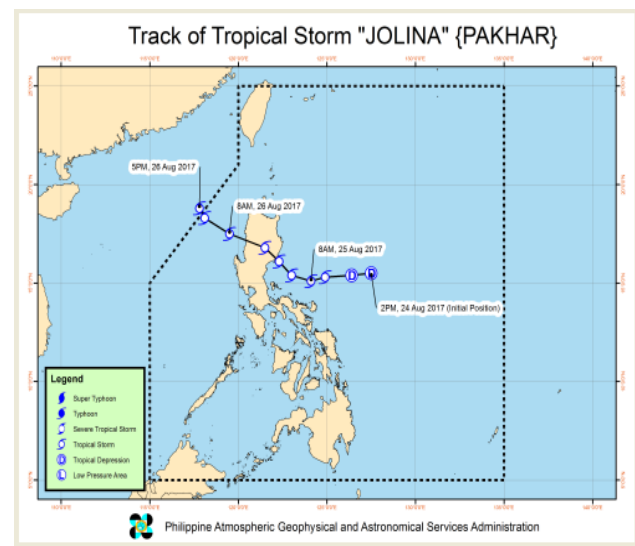 Track of Tropical Storm "JOLINA" {PAKHAR}
5PM, 26 Aug 2017
8AM, 26 Aug 2017
8AM, 25 Aug 2017
2PM, 24 Aug 2017 (Initial Position)
Legend
Super Typhoon
Typhoon
Severe Tropical Storm
Tropical Storm
D Tropical Depression
L Low Pressure Area
Philippine Atmospheric Geophysical and Astronomical Services Administration